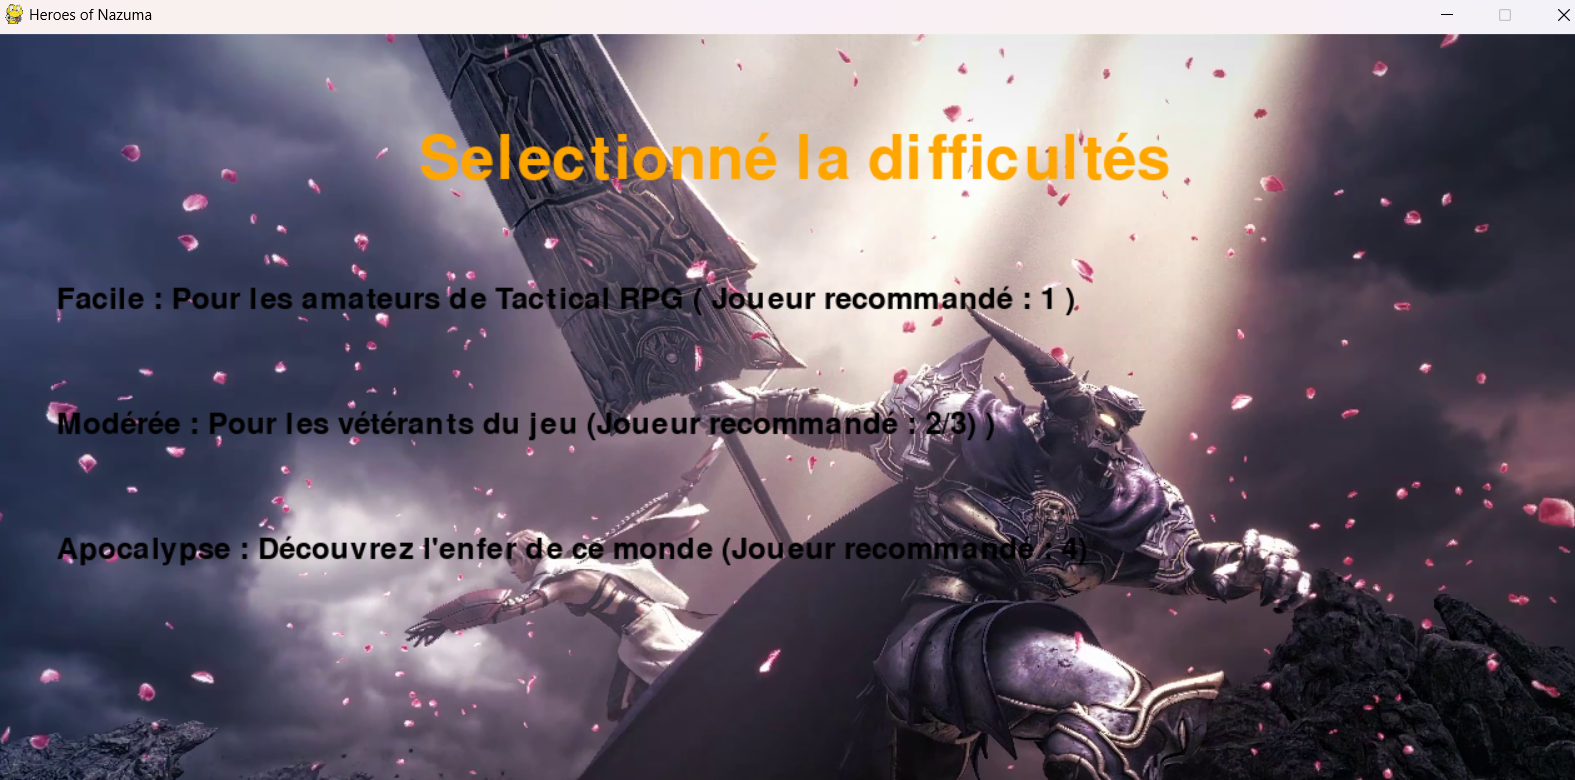 Heroes of Nazuma
Selectionné la difficultés
Facile : Pour les amateurs de Tactical RPG ( Joueur recommandé : 1 )
Modérée : Pour les vétérants du jeu (Joueur recommandé : 2/3) )
Apocalypse : Découvrez l'enfer de ce monde (Joueur recommandé : 4)